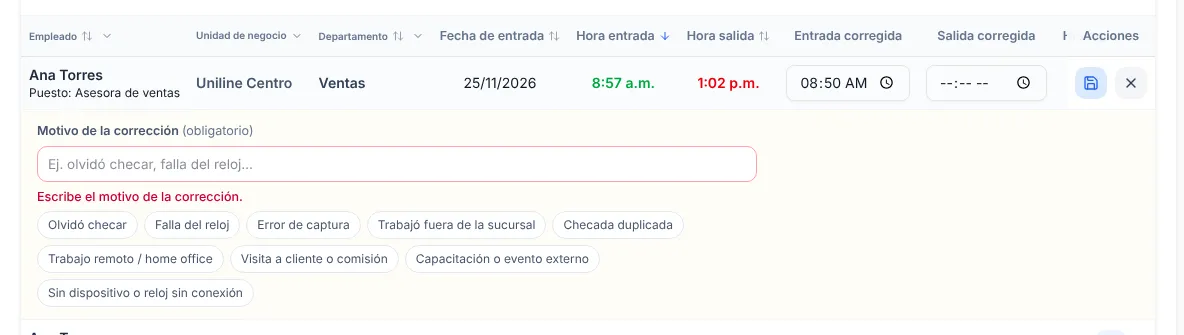 Empleado Unidad de negocio Departamento Fecha de entrada Hora entrada Hora salida Entrada corregida Salida corregida Acciones
Ana Torres
Puesto: Asesora de ventas
Uniline Centro Ventas 25/11/2026 8:57 a.m. 1:02 p.m. 08:50 AM --:-- --
Motivo de la corrección (obligatorio)
Ej. olvidó checar, falla del reloj...
Escribe el motivo de la corrección.
Olvidó checar Falla del reloj Error de captura Trabajó fuera de la sucursal Checada duplicada
Trabajo remoto / home office Visita a cliente o comisión Capacitación o evento externo
Sin dispositivo o reloj sin conexión